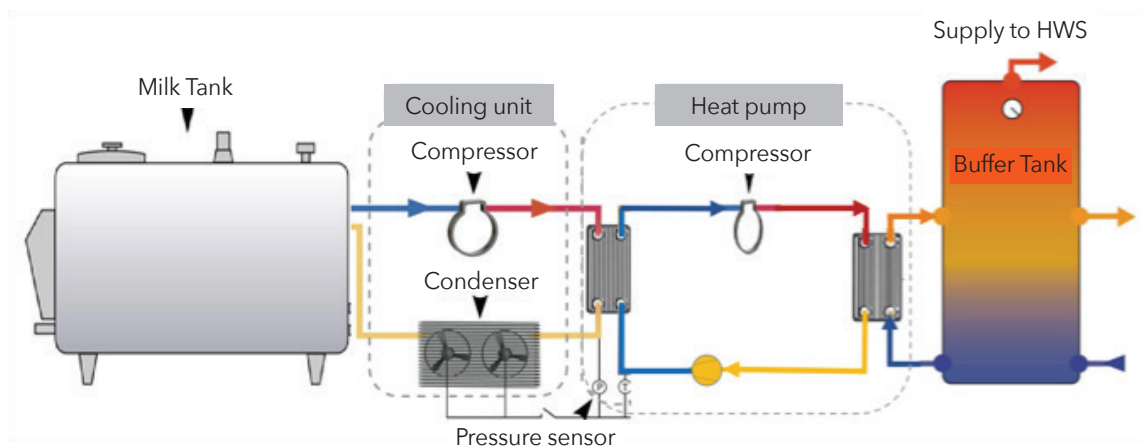 Supply to HWS
Milk Tank
Cooling unit
Heat pump
Compressor
Compressor
Buffer Tank
Condenser
P
T
Pressure sensor